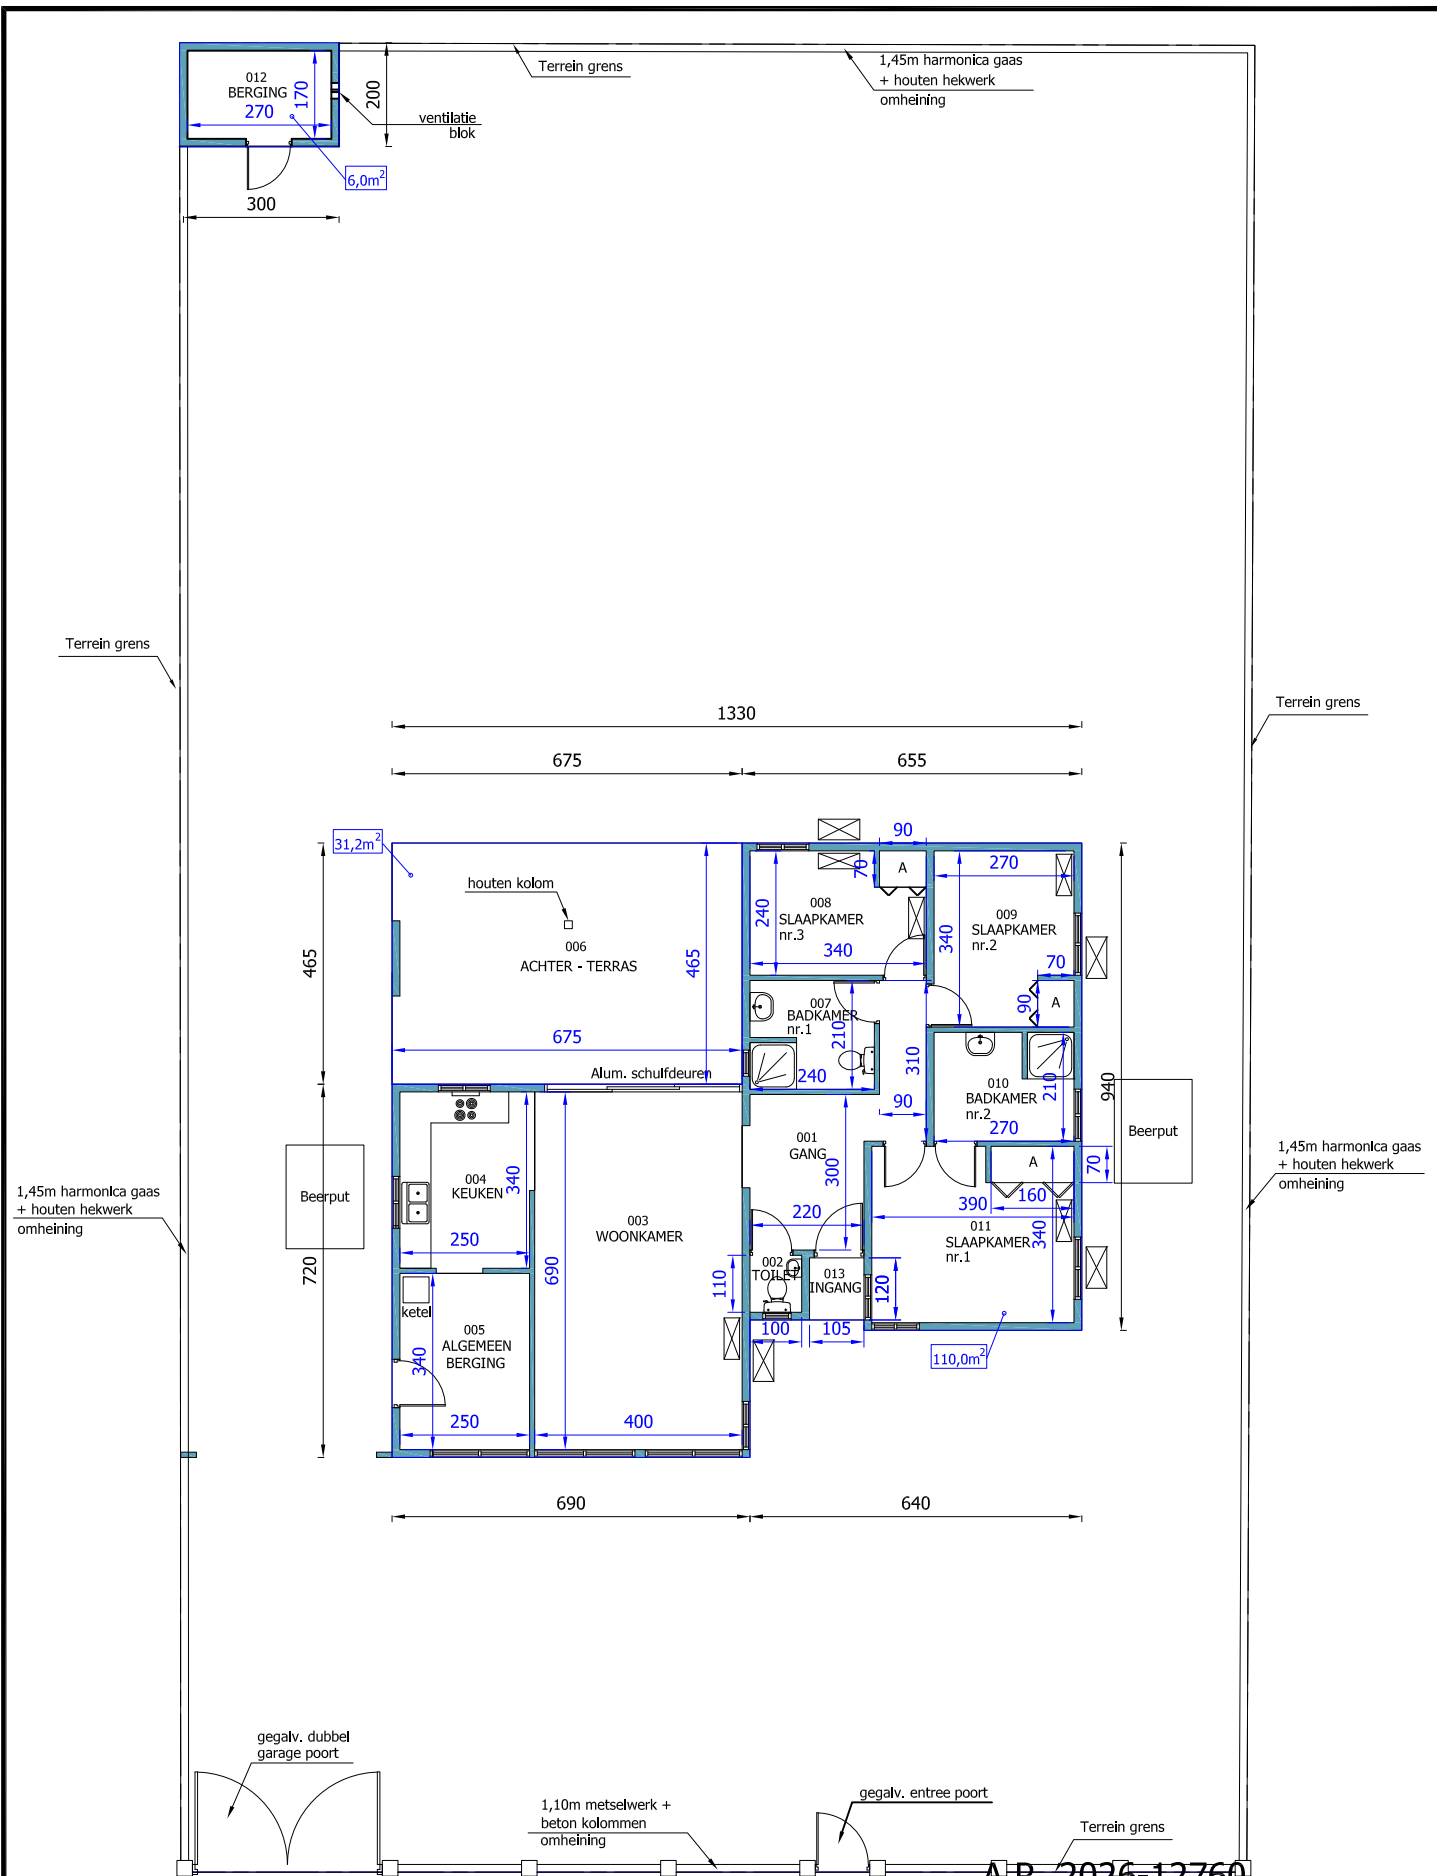 Terrein grens
1,45m harmonica gaas
+ houten hekwerk
omheining
012
BERGING
270
170
200
ventilatie
blok
6,0m²
300
Terrein grens
Terrein grens
1330
675
655
31,2m²
90
houten kolom
006
ACHTER - TERRAS
465
465
675
Alum. schuifdeuren
A
70
008
SLAAPKAMER
nr.3
240
340
270
009
SLAAPKAMER
nr.2
340
70
90
A
007
BADKAMER
nr.1
210
240
310
90
010
BADKAMER
nr.2
210
270
940
Beerput
001
GANG
300
220
A
70
160
390
011
SLAAPKAMER
nr.1
340
1,45m harmonica gaas
+ houten hekwerk
omheining
1,45m harmonica gaas
+ houten hekwerk
omheining
Beerput
720
004
KEUKEN
340
250
003
WOONKAMER
690
400
ketel
005
ALGEMEEN
BERGING
340
250
002
TOILET
110
100
013
INGANG
120
105
110,0m²
690
640
gegalv. dubbel
garage poort
1,10m metselwerk +
beton kolommen
omheining
gegalv. entree poort
Terrein grens
A.P. 2026-12760